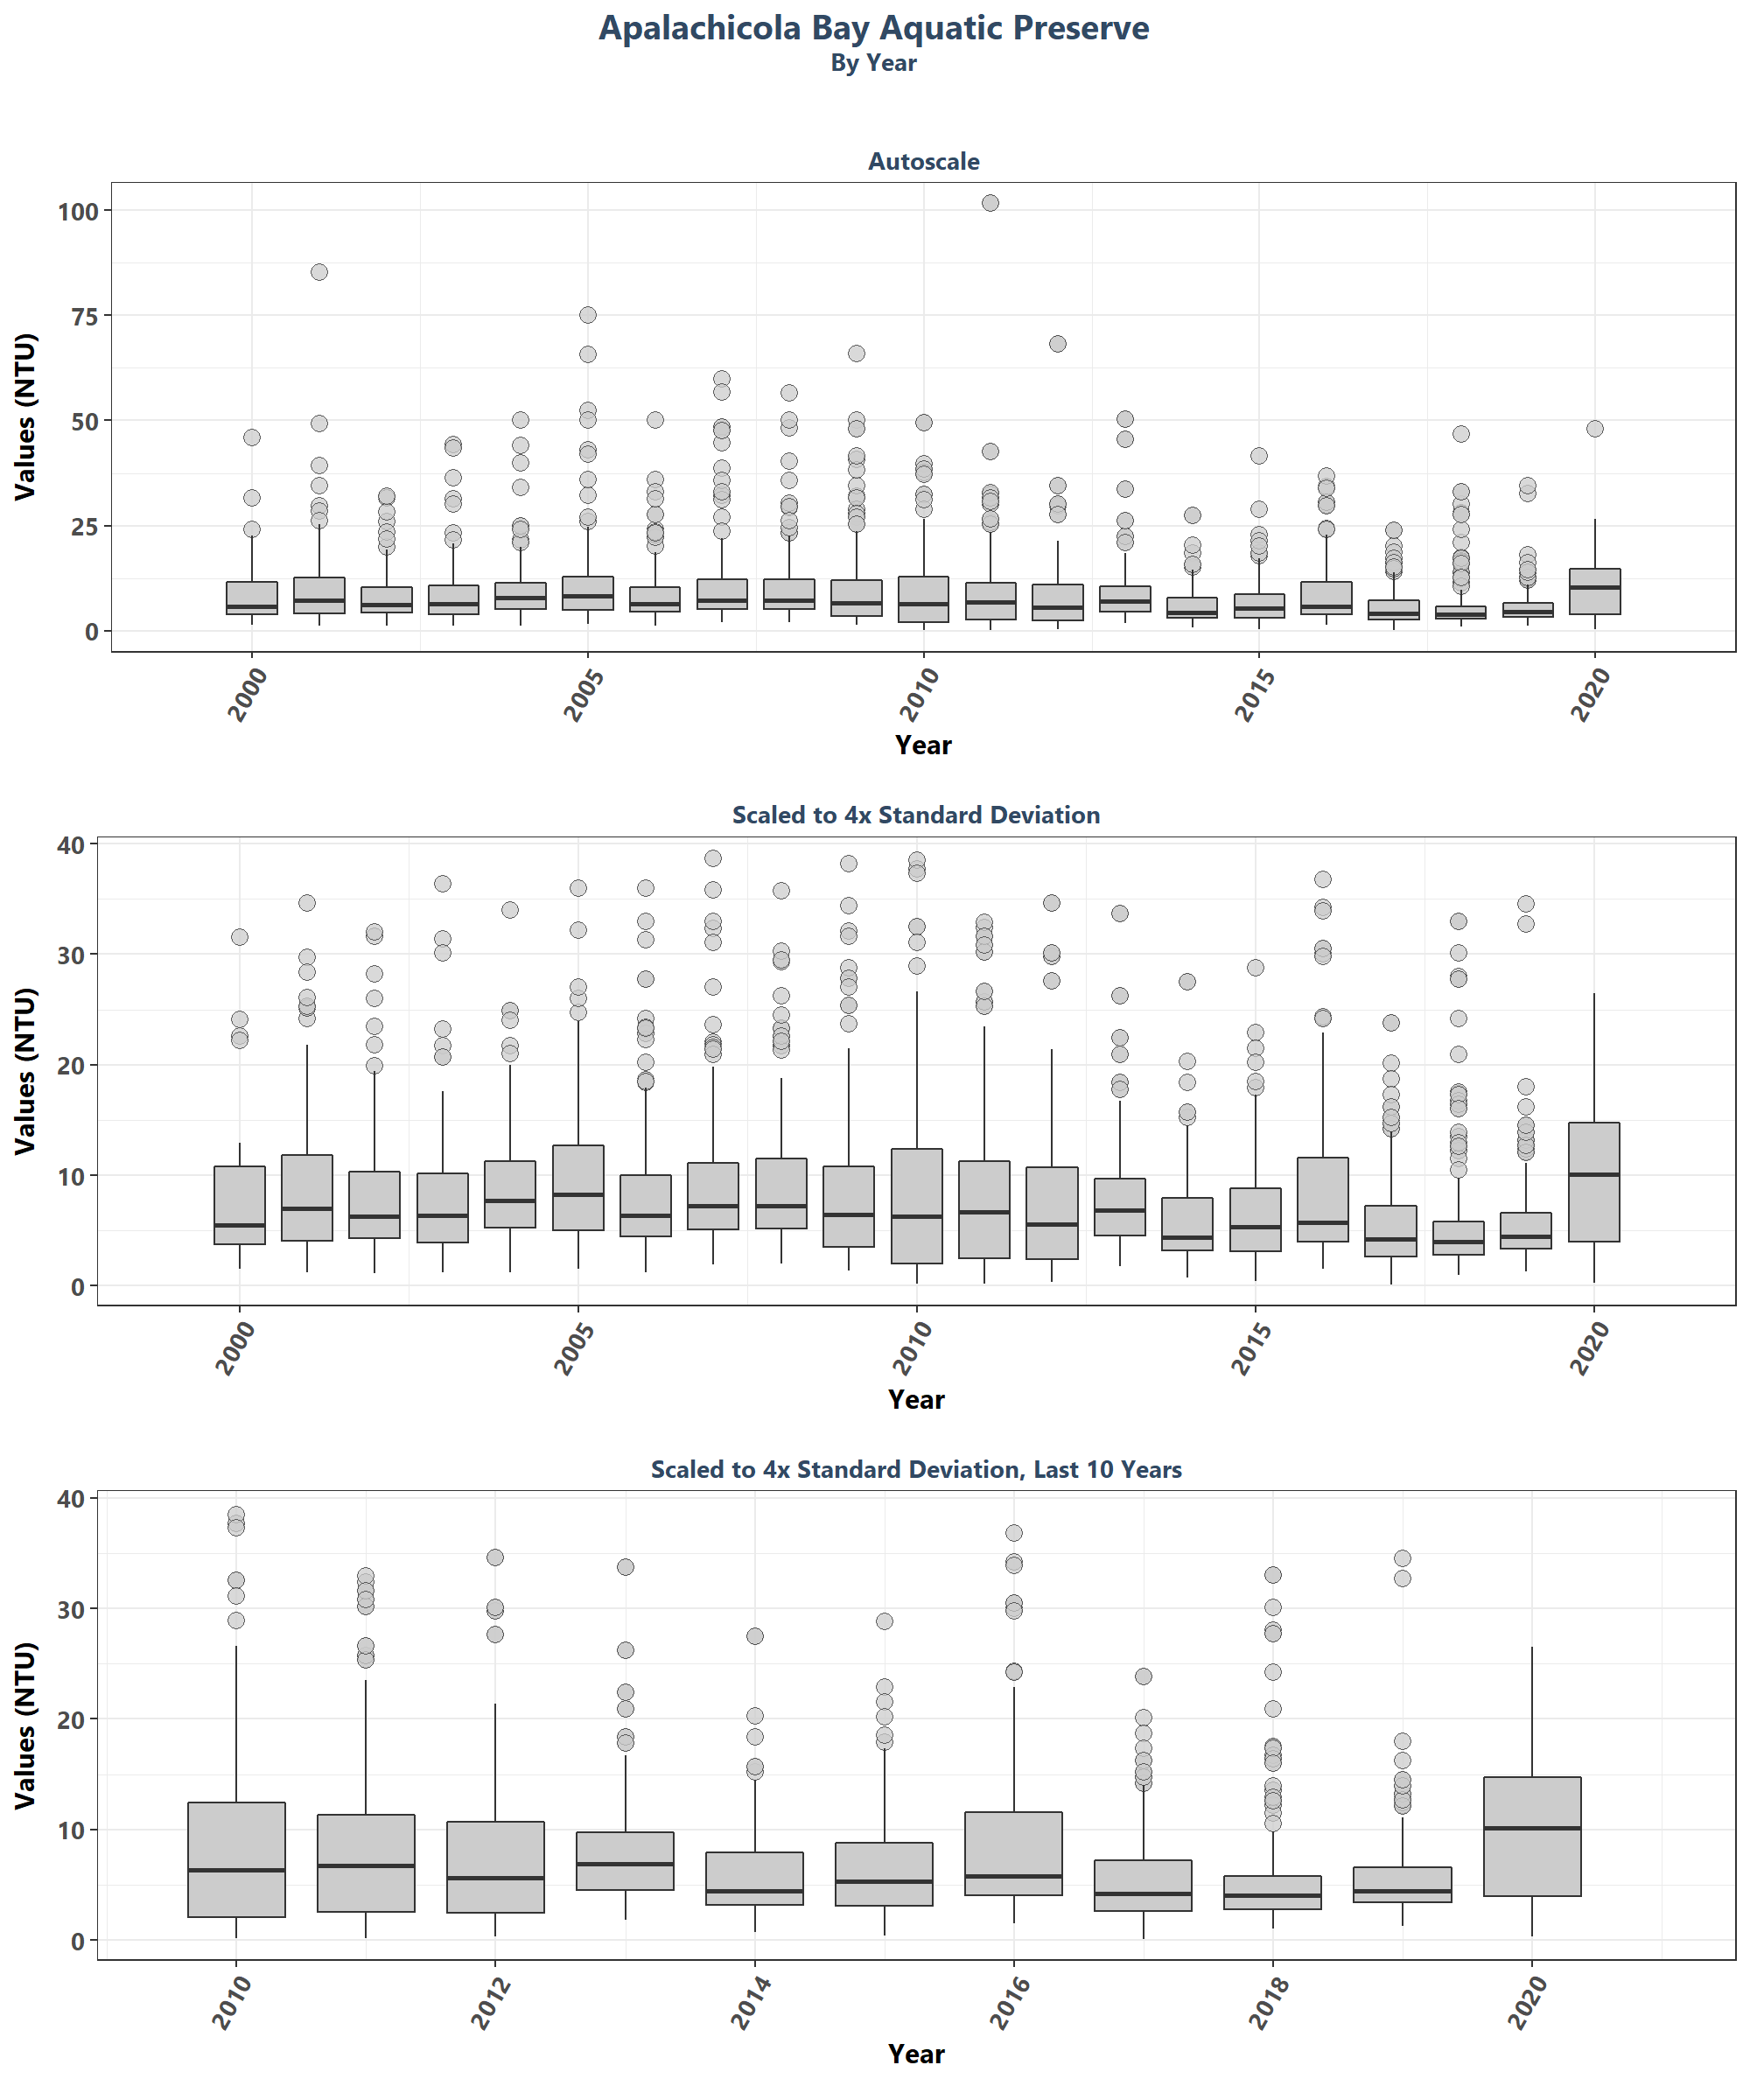 Apalachicola Bay Aquatic Preserve
By Year
Autoscale
Values (NTU)
100
75
50
25
0
2000
2005
2010
2015
2020
Year
Scaled to 4x Standard Deviation
Values (NTU)
40
30
20
10
0
2000
2005
2010
2015
2020
Year
Scaled to 4x Standard Deviation, Last 10 Years
Values (NTU)
40
30
20
10
0
2010
2012
2014
2016
2018
2020
Year